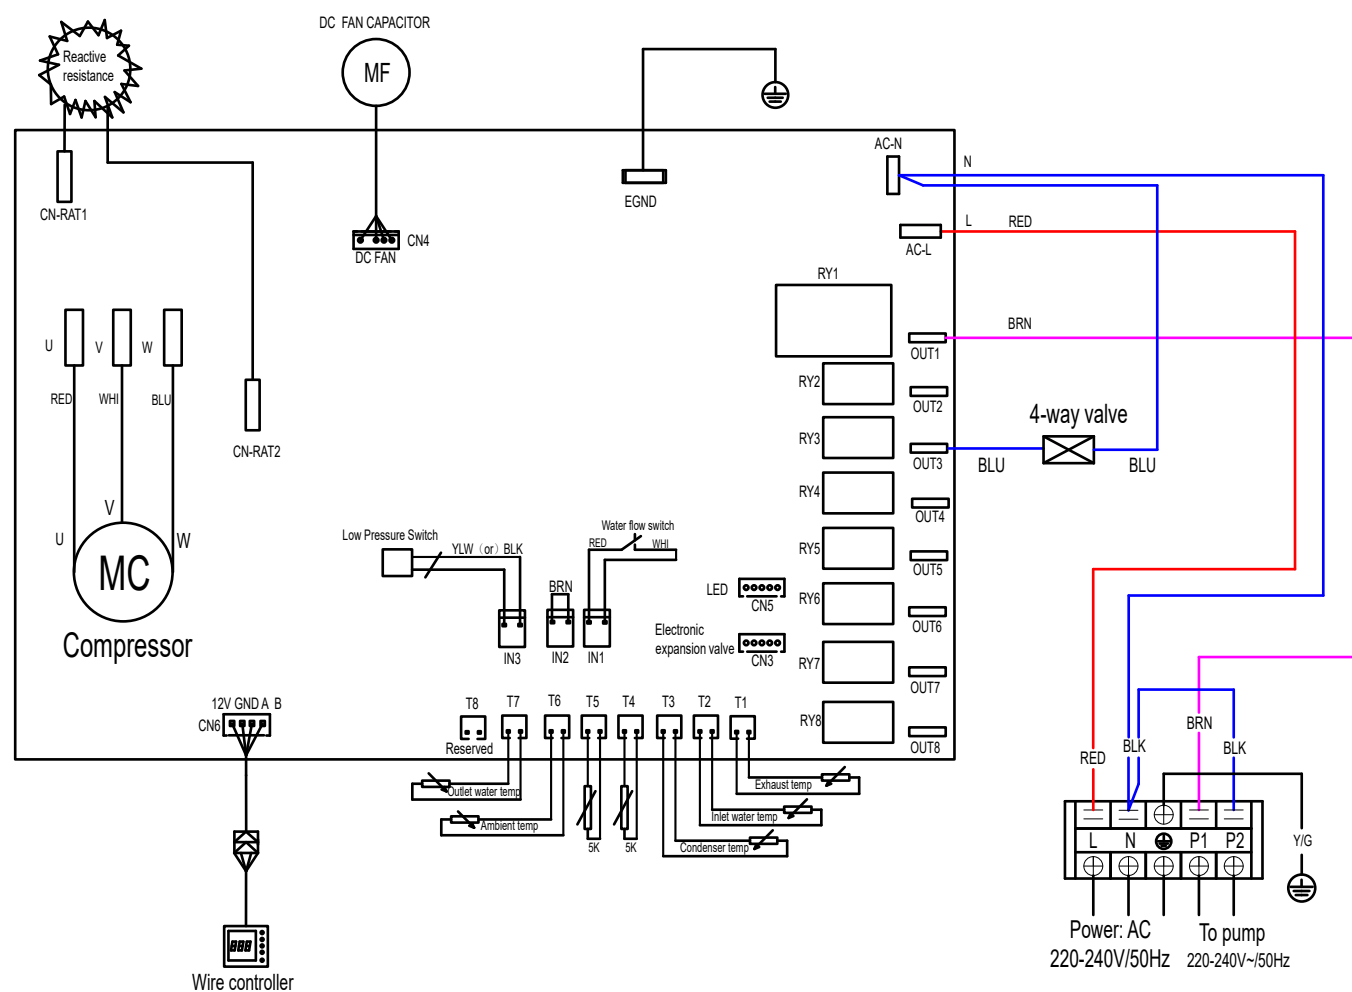 DC FAN CAPACITOR
Reactive
resistance
MF
AC-N
N
CN-RAT1
EGND
L
RED
CN4
DC FAN
AC-L
RY1
U
V
W
BRN
OUT1
RED
WHI
BLU
RY2
OUT2
CN-RAT2
4-way valve
RY3
OUT3
BLU
BLU
RY4
OUT4
V
U
W
MC
Compressor
Low Pressure Switch
YLW（or）BLK
Water flow switch
RED
WHI
RY5
OUT5
BRN
LED
CN5
RY6
OUT6
Electronic
expansion valve
CN3
IN3
IN2
IN1
RY7
OUT7
12V GND A B
CN6
T8
T7
T6
T5
T4
T3
T2
T1
Reserved
RY8
OUT8
BRN
RED
BLK
BLK
Outlet water temp
Exhaust temp
Ambient temp
Inlet water temp
5K
5K
Condenser temp
L
N
P1
P2
Y/G
888
Power: AC
220-240V/50Hz
To pump
220-240V~/50Hz
Wire controller